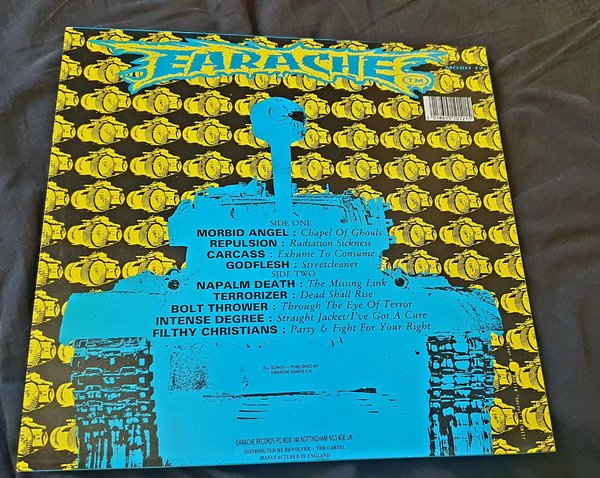 EARACHE
TM
MOSH 12
SIDE ONE
MORBID ANGEL : Chapel Of Ghouls
REPULSION : Radiation Sickness
CARCASS : Exhume To Consume
GODFLESH : Streetcleaner
SIDE TWO
NAPALM DEATH : The Missing Link
TERRORIZER : Dead Shall Rise
BOLT THROWER : Through The Eye Of Terror
INTENSE DEGREE : Straight Jacket/I've Got A Cure
FILTHY CHRISTIANS : Party & Fight For Your Right
ALL SONGS — PUBLISHED BY
EARACHE SONGS U.K.
EARACHE RECORDS PO BOX 144 NOTTINGHAM NG3 4GE UK
DISTRIBUTED BY REVOLVER - THE CARTEL
MANUFACTURED IN ENGLAND